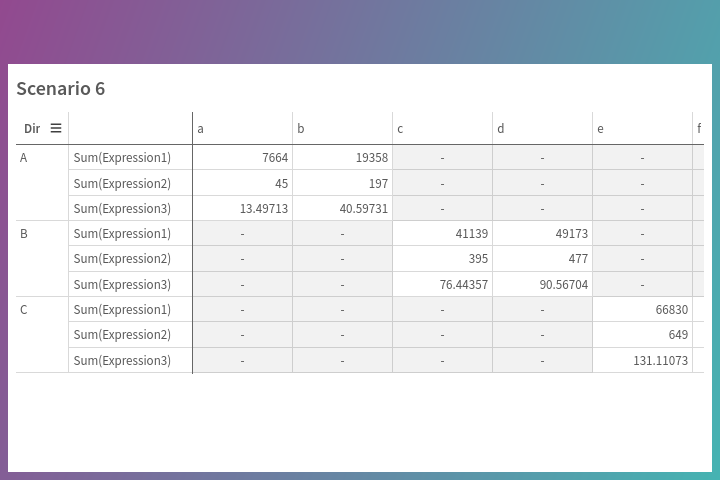 Scenario 6
Dir a b c d e f
A Sum(Expression1) 7664 19358 - - -
Sum(Expression2) 45 197 - - -
Sum(Expression3) 13.49713 40.59731 - - -
B Sum(Expression1) - - 41139 49173 -
Sum(Expression2) - - 395 477 -
Sum(Expression3) - - 76.44357 90.56704 -
C Sum(Expression1) - - - - 66830
Sum(Expression2) - - - - 649
Sum(Expression3) - - - - 131.11073